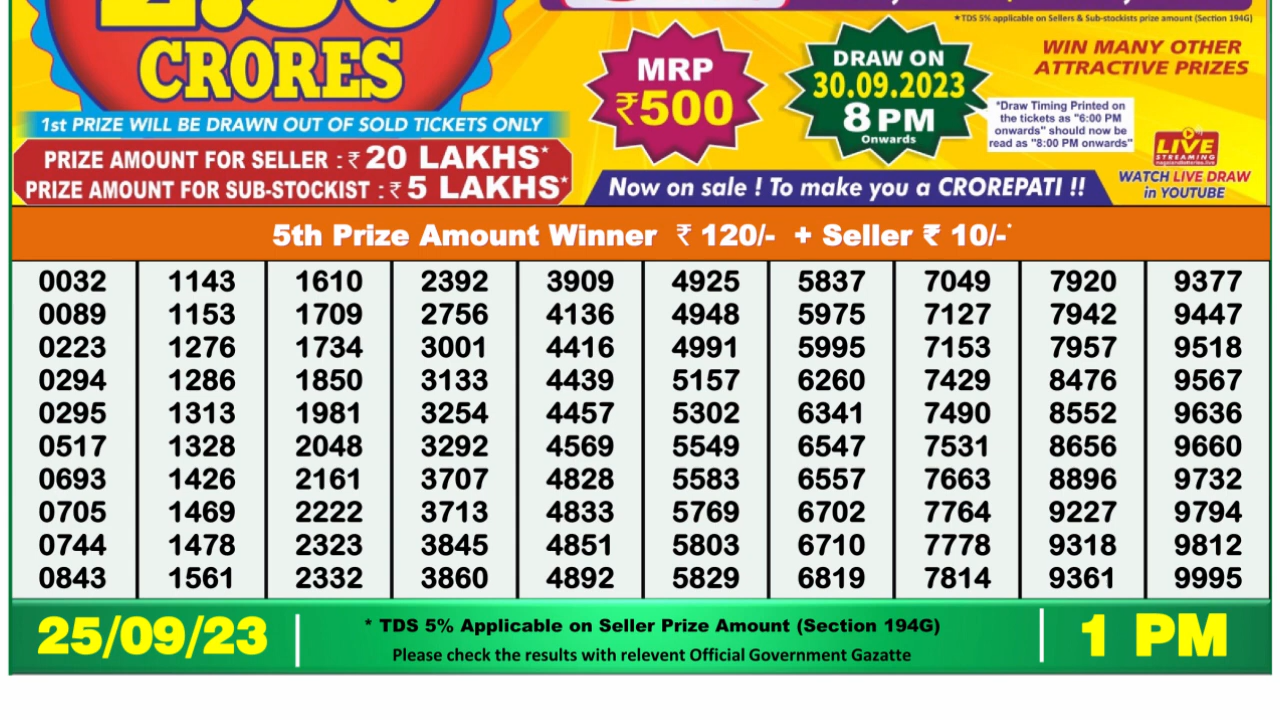 CRORES
1st PRIZE WILL BE DRAWN OUT OF SOLD TICKETS ONLY
PRIZE AMOUNT FOR SELLER : ₹ 20 LAKHS*
PRIZE AMOUNT FOR SUB-STOCKIST : ₹ 5 LAKHS*
★TDS 5% applicable on Sellers & Sub-stockists prize amount (Section 194G)
MRP
₹500
DRAW ON
30.09.2023
8 PM
Onwards
*Draw Timing Printed on
the tickets as "6:00 PM
onwards" should now be
read as "8:00 PM onwards"
WIN MANY OTHER
ATTRACTIVE PRIZES
LIVE
STREAMING
WATCH LIVE DRAW
in YOUTUBE
Now on sale ! To make you a CROREPATI !!
5th Prize Amount Winner ₹ 120/- + Seller ₹ 10/-*
0032 1143 1610 2392 3909 4925 5837 7049 7920 9377
0089 1153 1709 2756 4136 4948 5975 7127 7942 9447
0223 1276 1734 3001 4416 4991 5995 7153 7957 9518
0294 1286 1850 3133 4439 5157 6260 7429 8476 9567
0295 1313 1981 3254 4457 5302 6341 7490 8552 9636
0517 1328 2048 3292 4569 5549 6547 7531 8656 9660
0693 1426 2161 3707 4828 5583 6557 7663 8896 9732
0705 1469 2222 3713 4833 5769 6702 7764 9227 9794
0744 1478 2323 3845 4851 5803 6710 7778 9318 9812
0843 1561 2332 3860 4892 5829 6819 7814 9361 9995
25/09/23
* TDS 5% Applicable on Seller Prize Amount (Section 194G)
Please check the results with relevent Official Government Gazatte
1 PM